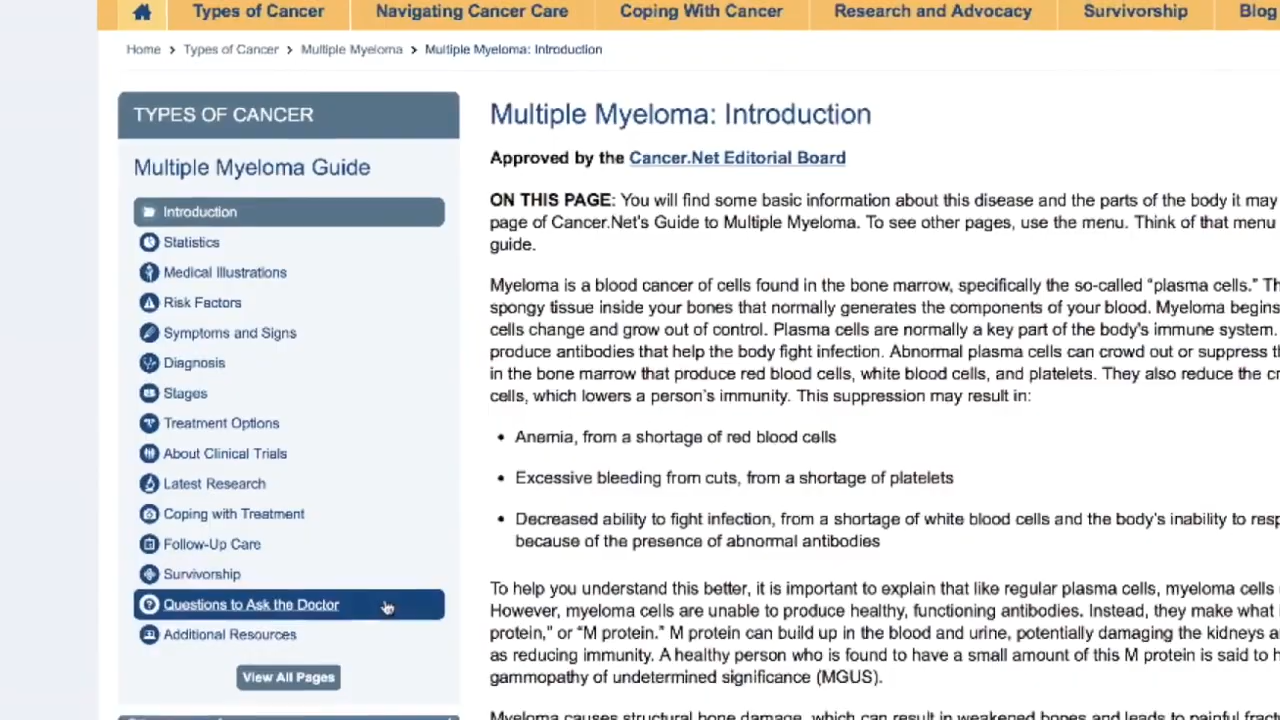 Types of Cancer Navigating Cancer Care Coping With Cancer Research and Advocacy Survivorship Blog
Home > Types of Cancer > Multiple Myeloma > Multiple Myeloma: Introduction
TYPES OF CANCER
Multiple Myeloma Guide
Introduction
Statistics
Medical Illustrations
Risk Factors
Symptoms and Signs
Diagnosis
Stages
Treatment Options
About Clinical Trials
Latest Research
Coping with Treatment
Follow-Up Care
Survivorship
Questions to Ask the Doctor
Additional Resources
View All Pages
Multiple Myeloma: Introduction
Approved by the Cancer.Net Editorial Board
ON THIS PAGE: You will find some basic information about this disease and the parts of the body it may
page of Cancer.Net's Guide to Multiple Myeloma. To see other pages, use the menu. Think of that menu
guide.
Myeloma is a blood cancer of cells found in the bone marrow, specifically the so-called "plasma cells."
spongy tissue inside your bones that normally generates the components of your blood. Myeloma begins
cells change and grow out of control. Plasma cells are normally a key part of the body's immune system.
produce antibodies that help the body fight infection. Abnormal plasma cells can crowd out or suppress
in the bone marrow that produce red blood cells, white blood cells, and platelets. They also reduce the
cells, which lowers a person's immunity. This suppression may result in:
• Anemia, from a shortage of red blood cells
• Excessive bleeding from cuts, from a shortage of platelets
• Decreased ability to fight infection, from a shortage of white blood cells and the body's inability to
because of the presence of abnormal antibodies
To help you understand this better, it is important to explain that like regular plasma cells, myeloma cells
However, myeloma cells are unable to produce healthy, functioning antibodies. Instead, they make what
protein," or "M protein." M protein can build up in the blood and urine, potentially damaging the kidneys
as reducing immunity. A healthy person who is found to have a small amount of this M protein is said to
gammopathy of undetermined significance (MGUS).
Myeloma causes structural bone damage, which can result in weakened bones and leads to painful